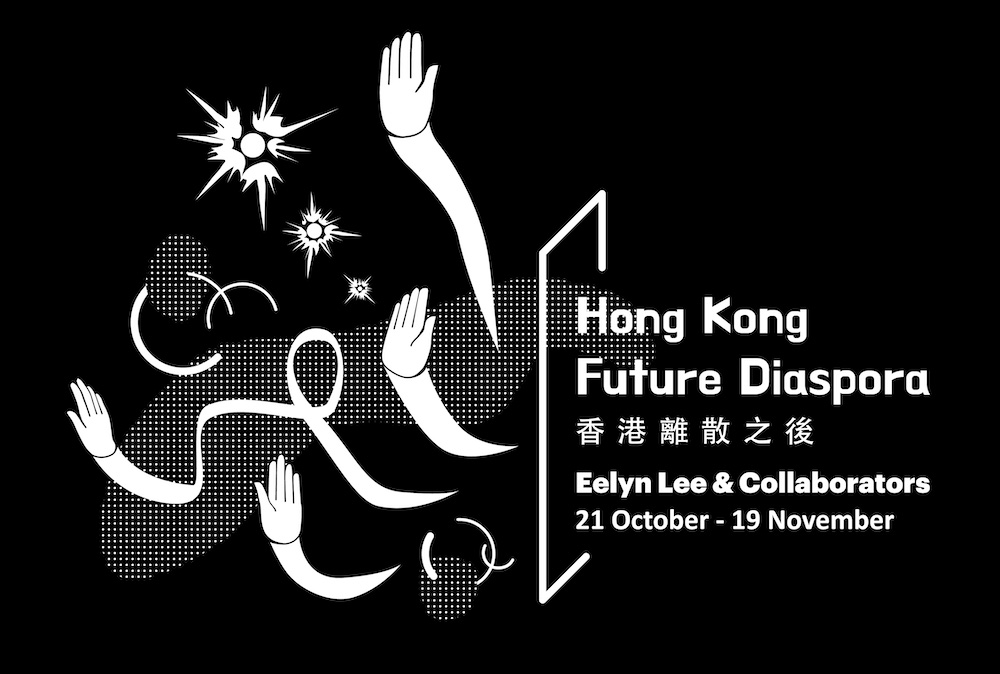 Hong Kong
Future Diaspora
香港離散之後
Eelyn Lee & Collaborators
21 October - 19 November